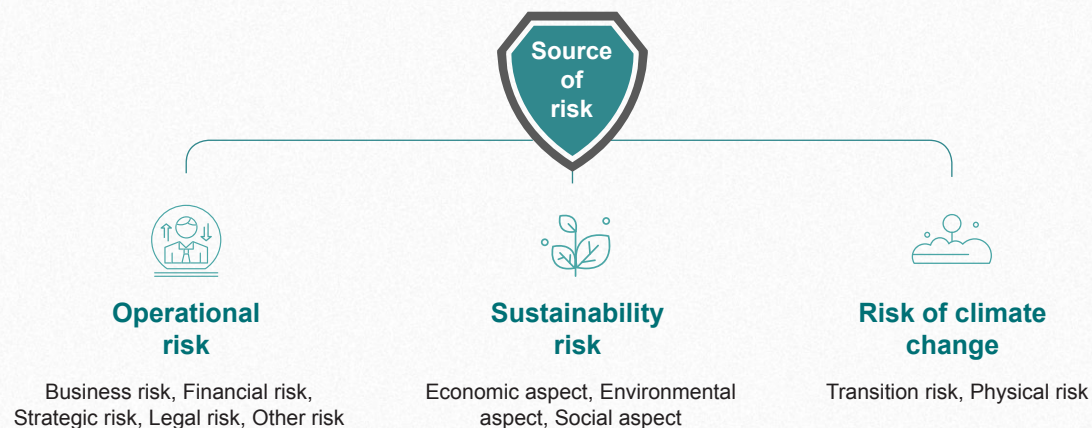 Source
of
risk
Operational
risk
Business risk, Financial risk,
Strategic risk, Legal risk, Other risk
Sustainability
risk
Economic aspect, Environmental
aspect, Social aspect
Risk of climate
change
Transition risk, Physical risk